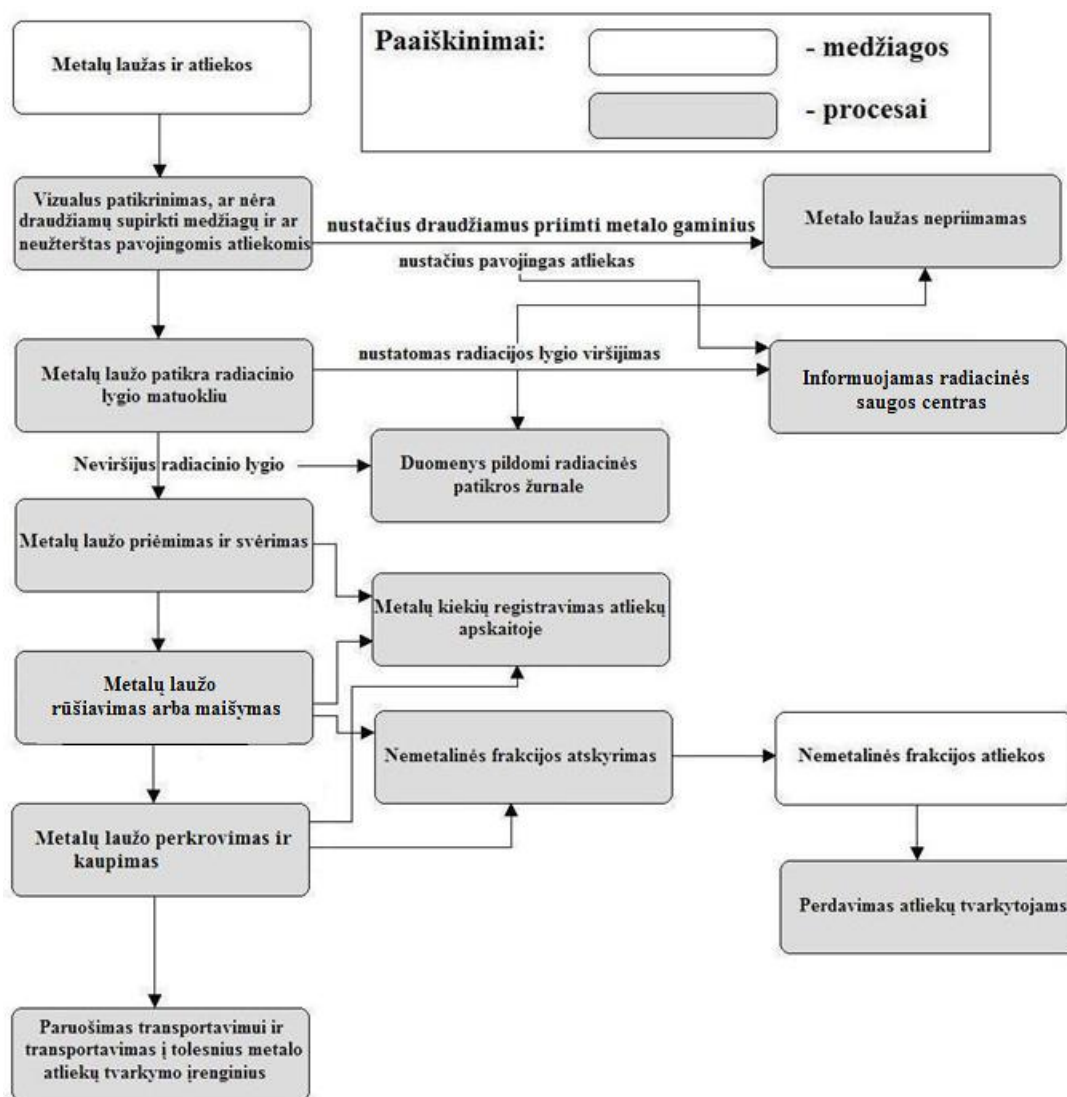 Paaiškinimai:
- medžiagos
- procesai
Metalų laužas ir atliekos
Vizualus patikrinimas, ar nėra
draudžiamų supirkti medžiagų ir ar
neužterštas pavojingomis atliekomis
nustačius draudžiamus priimti metalo gaminius
nustačius pavojingas atliekas
Metalo laužas nepriimamas
Metalų laužo patikra radiacinio
lygio matuokliu
nustatomas radiacijos lygio viršijimas
Informuojamas radiacinės
saugos centras
Neviršijus radiacinio lygio
Duomenys pildomi radiacinės
patikros žurnale
Metalų laužo priėmimas ir svėrimas
Metalų kiekių registravimas atliekų
apskaitoje
Metalų laužo
rūšiavimas arba maišymas
Nemetalinės frakcijos atskyrimas
Nemetalinės frakcijos atliekos
Metalų laužo perkrovimas ir
kaupimas
Perdavimas atliekų tvarkytojams
Paruošimas transportavimui ir
transportavimas į tolesnius metalo
atliekų tvarkymo įrenginius